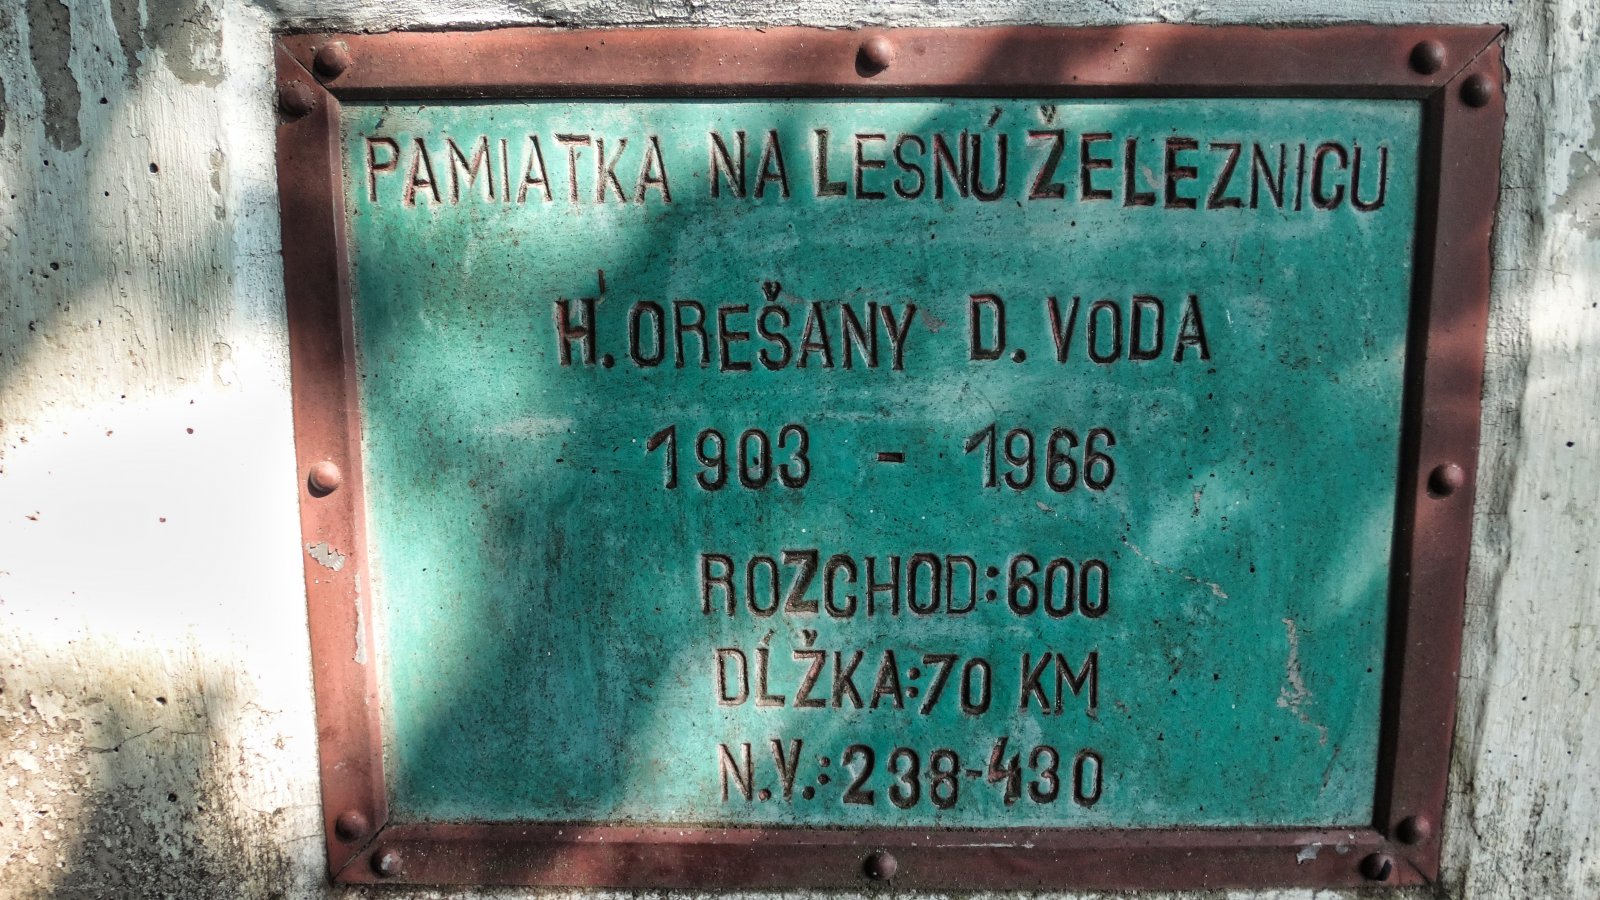 PAMIATKA NA LESNÚ ŽELEZNICU
H. OREŠANY D. VODA
1903 - 1966
ROZCHOD:600
DĹŽKA:70 KM
N.V.:238-430